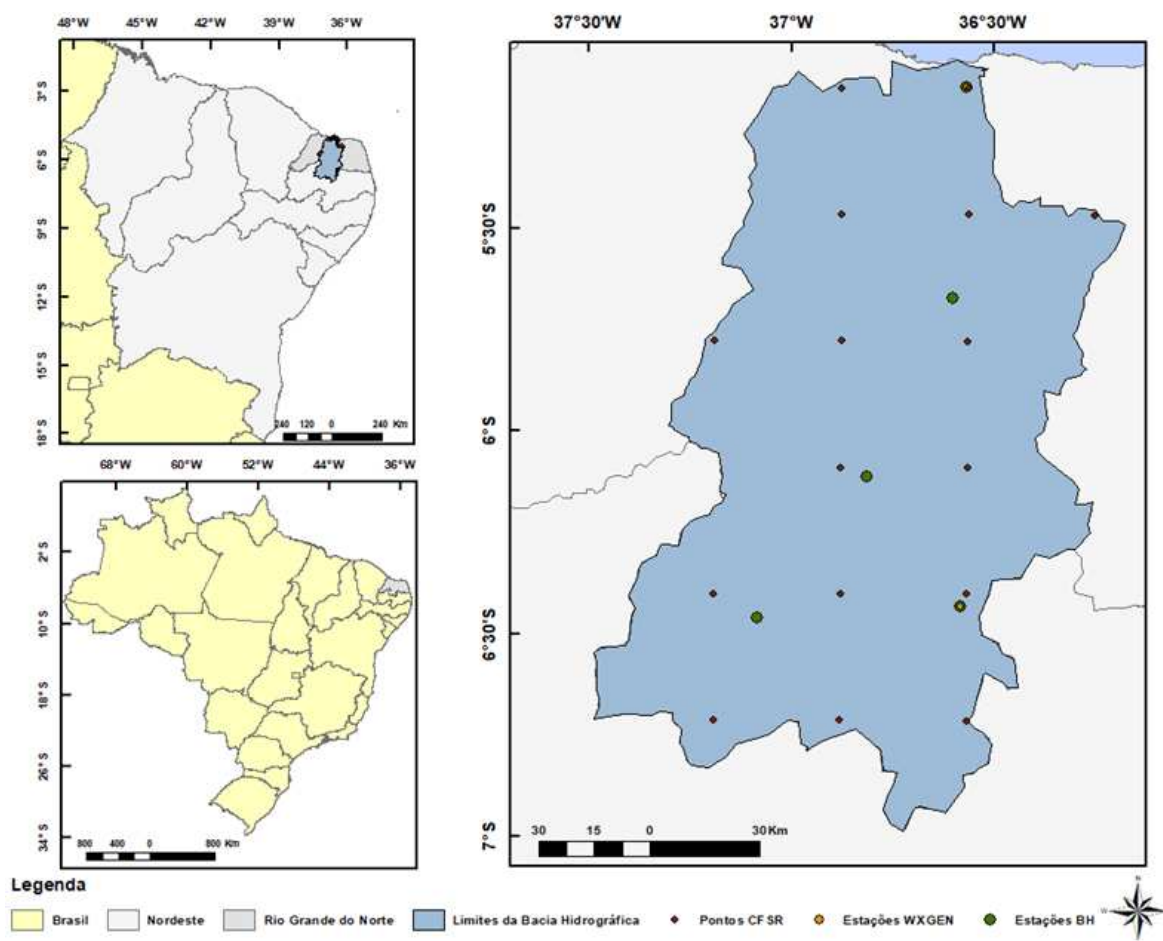 48°W 45°W 42°W 39°W 36°W
3°S
6°S
9°S
12°S
15°S
18°S
240 120 0 240 Km
68°W 60°W 52°W 44°W 36°W
2°S
10°S
18°S
26°S
34°S
800 400 0 800 Km
37°30'W 37°W 36°30'W
5°30'S
6°S
6°30'S
7°S
30 15 0 30 Km
Legenda
Brasil Nordeste Rio Grande do Norte Limites da Bacia Hidrográfica Pontos CFSR Estações WXGEN Estações BH
N
W